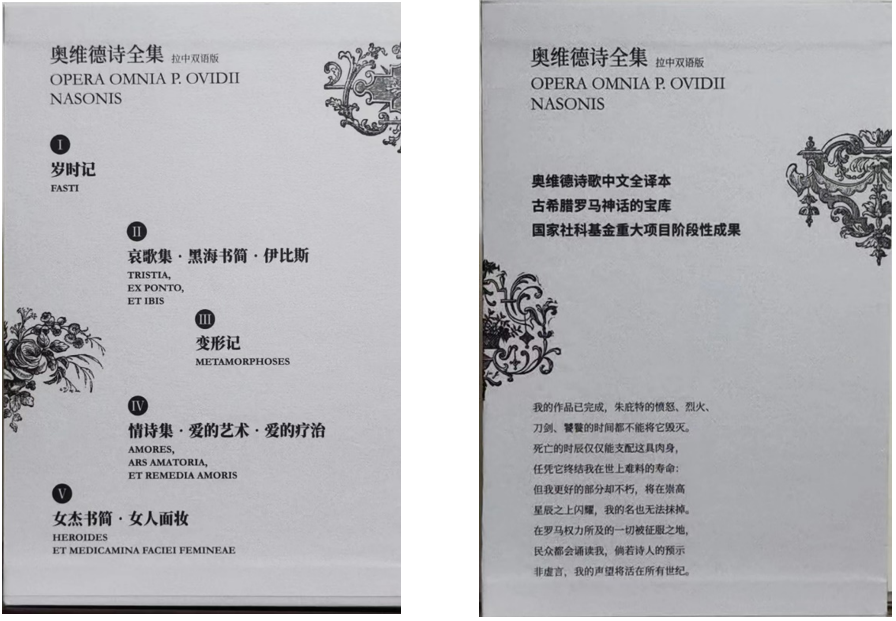 奥维德诗全集 拉中双语版
OPERA OMNIA P. OVIDII
NASONIS
I
岁时记
FASTI
II
哀歌集·黑海书简·伊比斯
TRISTIA,
EX PONTO,
ET IBIS
III
变形记
METAMORPHOSES
IV
情诗集·爱的艺术·爱的疗治
AMORES,
ARS AMATORIA,
ET REMEDIA AMORIS
V
女杰书简·女人面妆
HEROIDES
ET MEDICAMINA FACIEI FEMINEAE
奥维德诗全集 拉中双语版
OPERA OMNIA P. OVIDII
NASONIS
奥维德诗歌中文全译本
古希腊罗马神话的宝库
国家社科基金重大项目阶段性成果
我的作品已完成，朱庇特的愤怒、烈火、
刀剑、饕餮的时间都不能将它毁灭。
死亡的时辰仅仅能支配这具肉身，
任凭它终结我在世上难料的寿命：
但我更好的部分却不朽，将在崇高
星辰之上闪耀，我的名也无法抹掉。
在罗马权力所及的一切被征服之地，
民众都会诵读我，倘若诗人的预示
非虚言，我的声望将活在所有世纪。